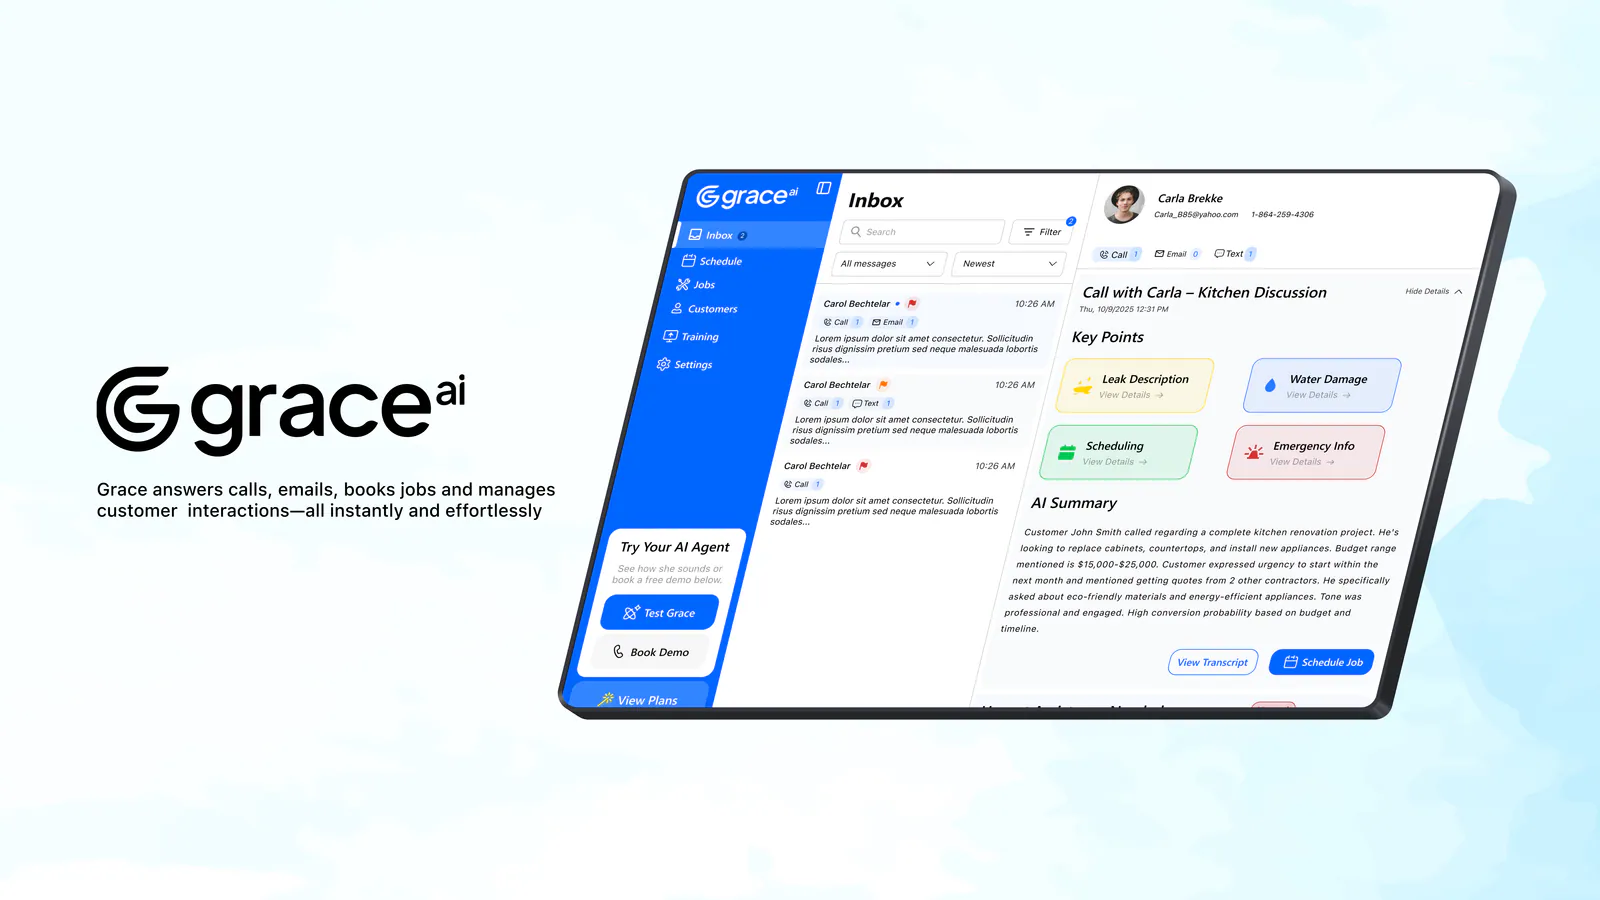 grace ai
Grace answers calls, emails, books jobs and manages
customer interactions—all instantly and effortlessly
grace ai
Inbox 2
Schedule
Jobs
Customers
Training
Settings
Try Your AI Agent
See how she sounds or
book a free demo below.
Test Grace
Book Demo
View Plans
Inbox
Search
Filter
2
All messages
Newest
Carol Bechtelar
10:26 AM
Call 1
Email 1
Lorem ipsum dolor sit amet consectetur. Sollicitudin
risus dignissim pretium sed neque malesuada lobortis
sodales...
Carol Bechtelar
10:26 AM
Call 1
Text 1
Lorem ipsum dolor sit amet consectetur. Sollicitudin
risus dignissim pretium sed neque malesuada lobortis
sodales...
Carol Bechtelar
10:26 AM
Call 1
Lorem ipsum dolor sit amet consectetur. Sollicitudin
risus dignissim pretium sed neque malesuada lobortis
sodales...
Carla Brekke
Carla_B85@yahoo.com 1-864-259-4306
Call 1
Email 0
Text 1
Call with Carla – Kitchen Discussion
Hide Details
Thu, 10/9/2025 12:31 PM
Key Points
Leak Description
View Details →
Water Damage
View Details →
Scheduling
View Details →
Emergency Info
View Details →
AI Summary
Customer John Smith called regarding a complete kitchen renovation project. He's
looking to replace cabinets, countertops, and install new appliances. Budget range
mentioned is $15,000-$25,000. Customer expressed urgency to start within the
next month and mentioned getting quotes from 2 other contractors. He specifically
asked about eco-friendly materials and energy-efficient appliances. Tone was
professional and engaged. High conversion probability based on budget and
timeline.
View Transcript
Schedule Job